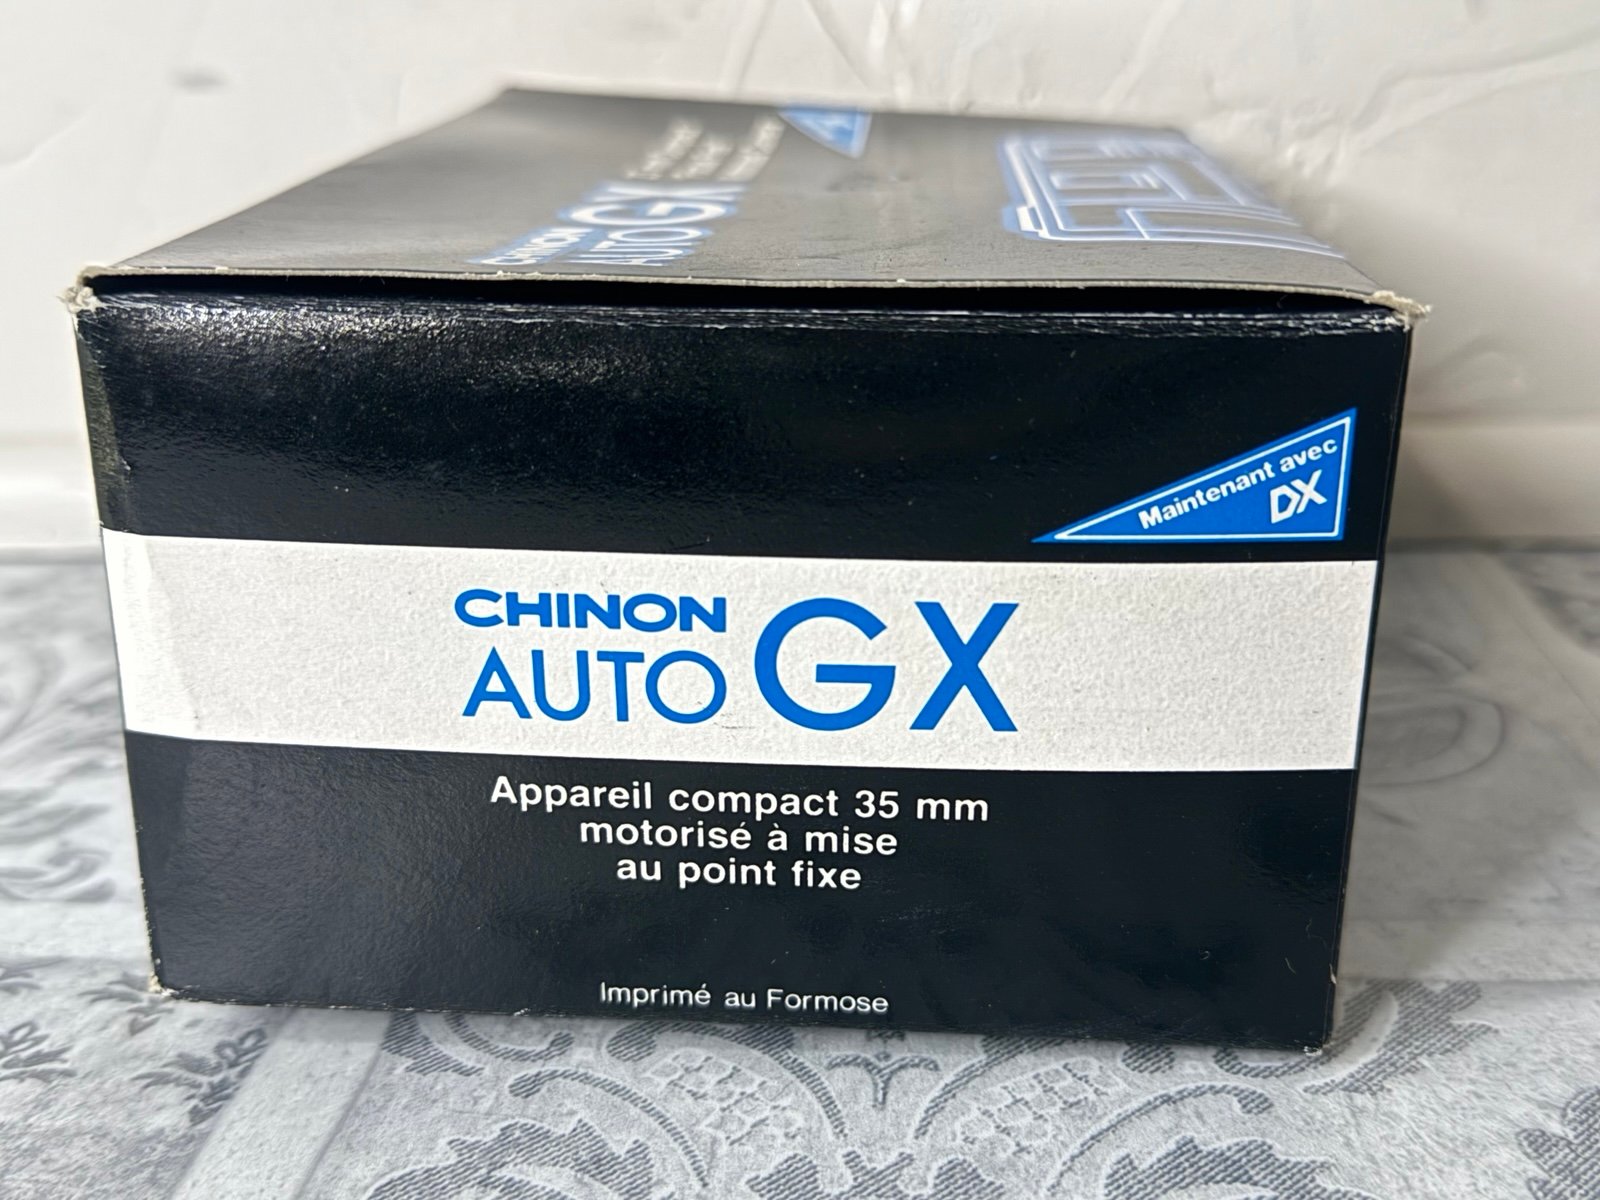 CHINON
AUTO GX
Maintenant avec
DX
CHINON
AUTO GX
Appareil compact 35 mm
motorisé à mise
au point fixe
Imprimé au Formose